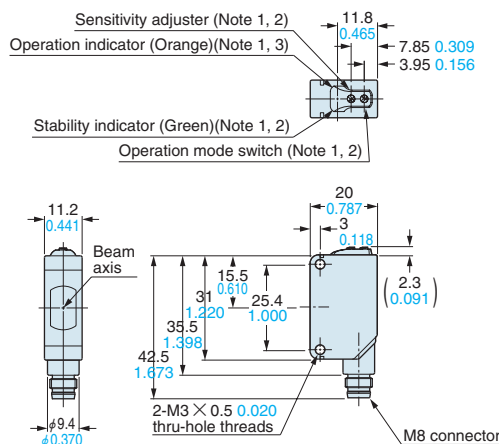 Sensitivity adjuster (Note 1, 2)
11.8
0.465
Operation indicator (Orange)(Note 1, 3)
7.85 0.309
3.95 0.156
Stability indicator (Green)(Note 1, 2)
Operation mode switch (Note 1, 2)
20
0.787
11.2
0.441
3
0.118
Beam
axis
15.5
0.610
2.3
0.091
31
1.220
25.4
1.000
35.5
1.398
42.5
1.673
φ9.4
φ0.370
2-M3 × 0.5 0.020
thru-hole threads
M8 connector